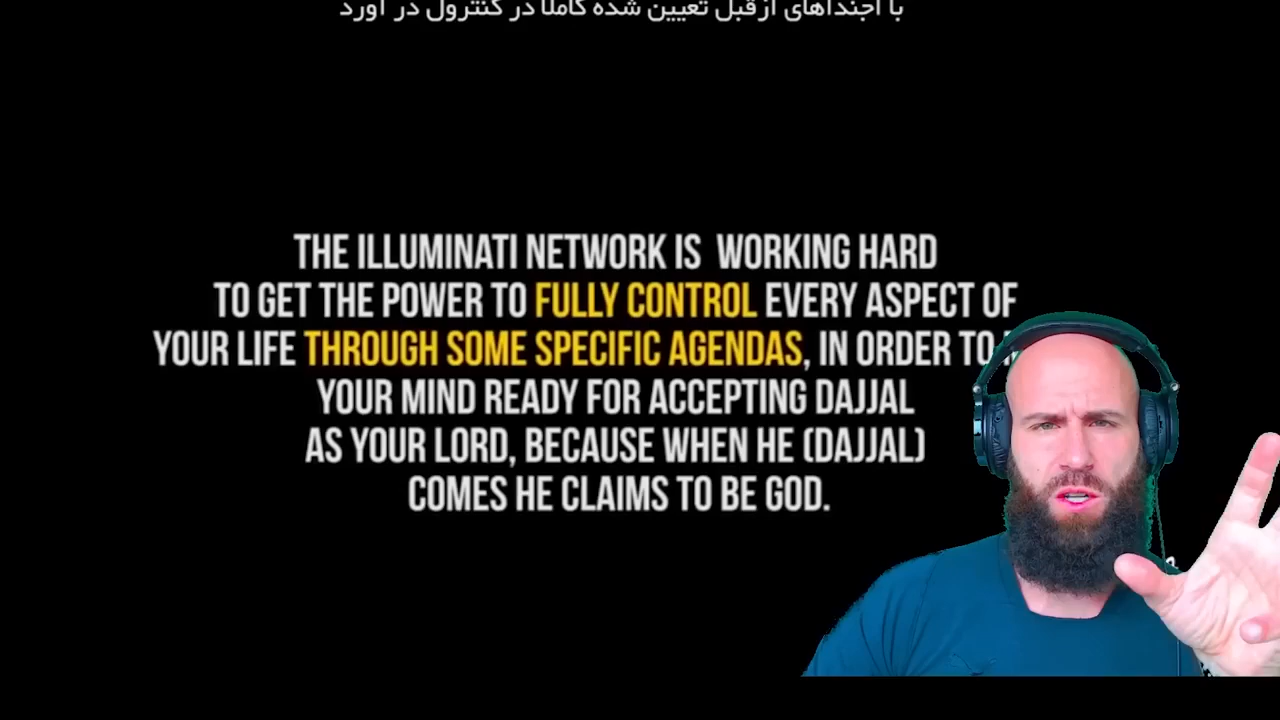 با اجنداهای ازقبل تعیین شده کاملا در کنترول در آورد
THE ILLUMINATI NETWORK IS WORKING HARD
TO GET THE POWER TO FULLY CONTROL EVERY ASPECT OF
YOUR LIFE THROUGH SOME SPECIFIC AGENDAS, IN ORDER TO
YOUR MIND READY FOR ACCEPTING DAJJAL
AS YOUR LORD, BECAUSE WHEN HE (DAJJAL)
COMES HE CLAIMS TO BE GOD.